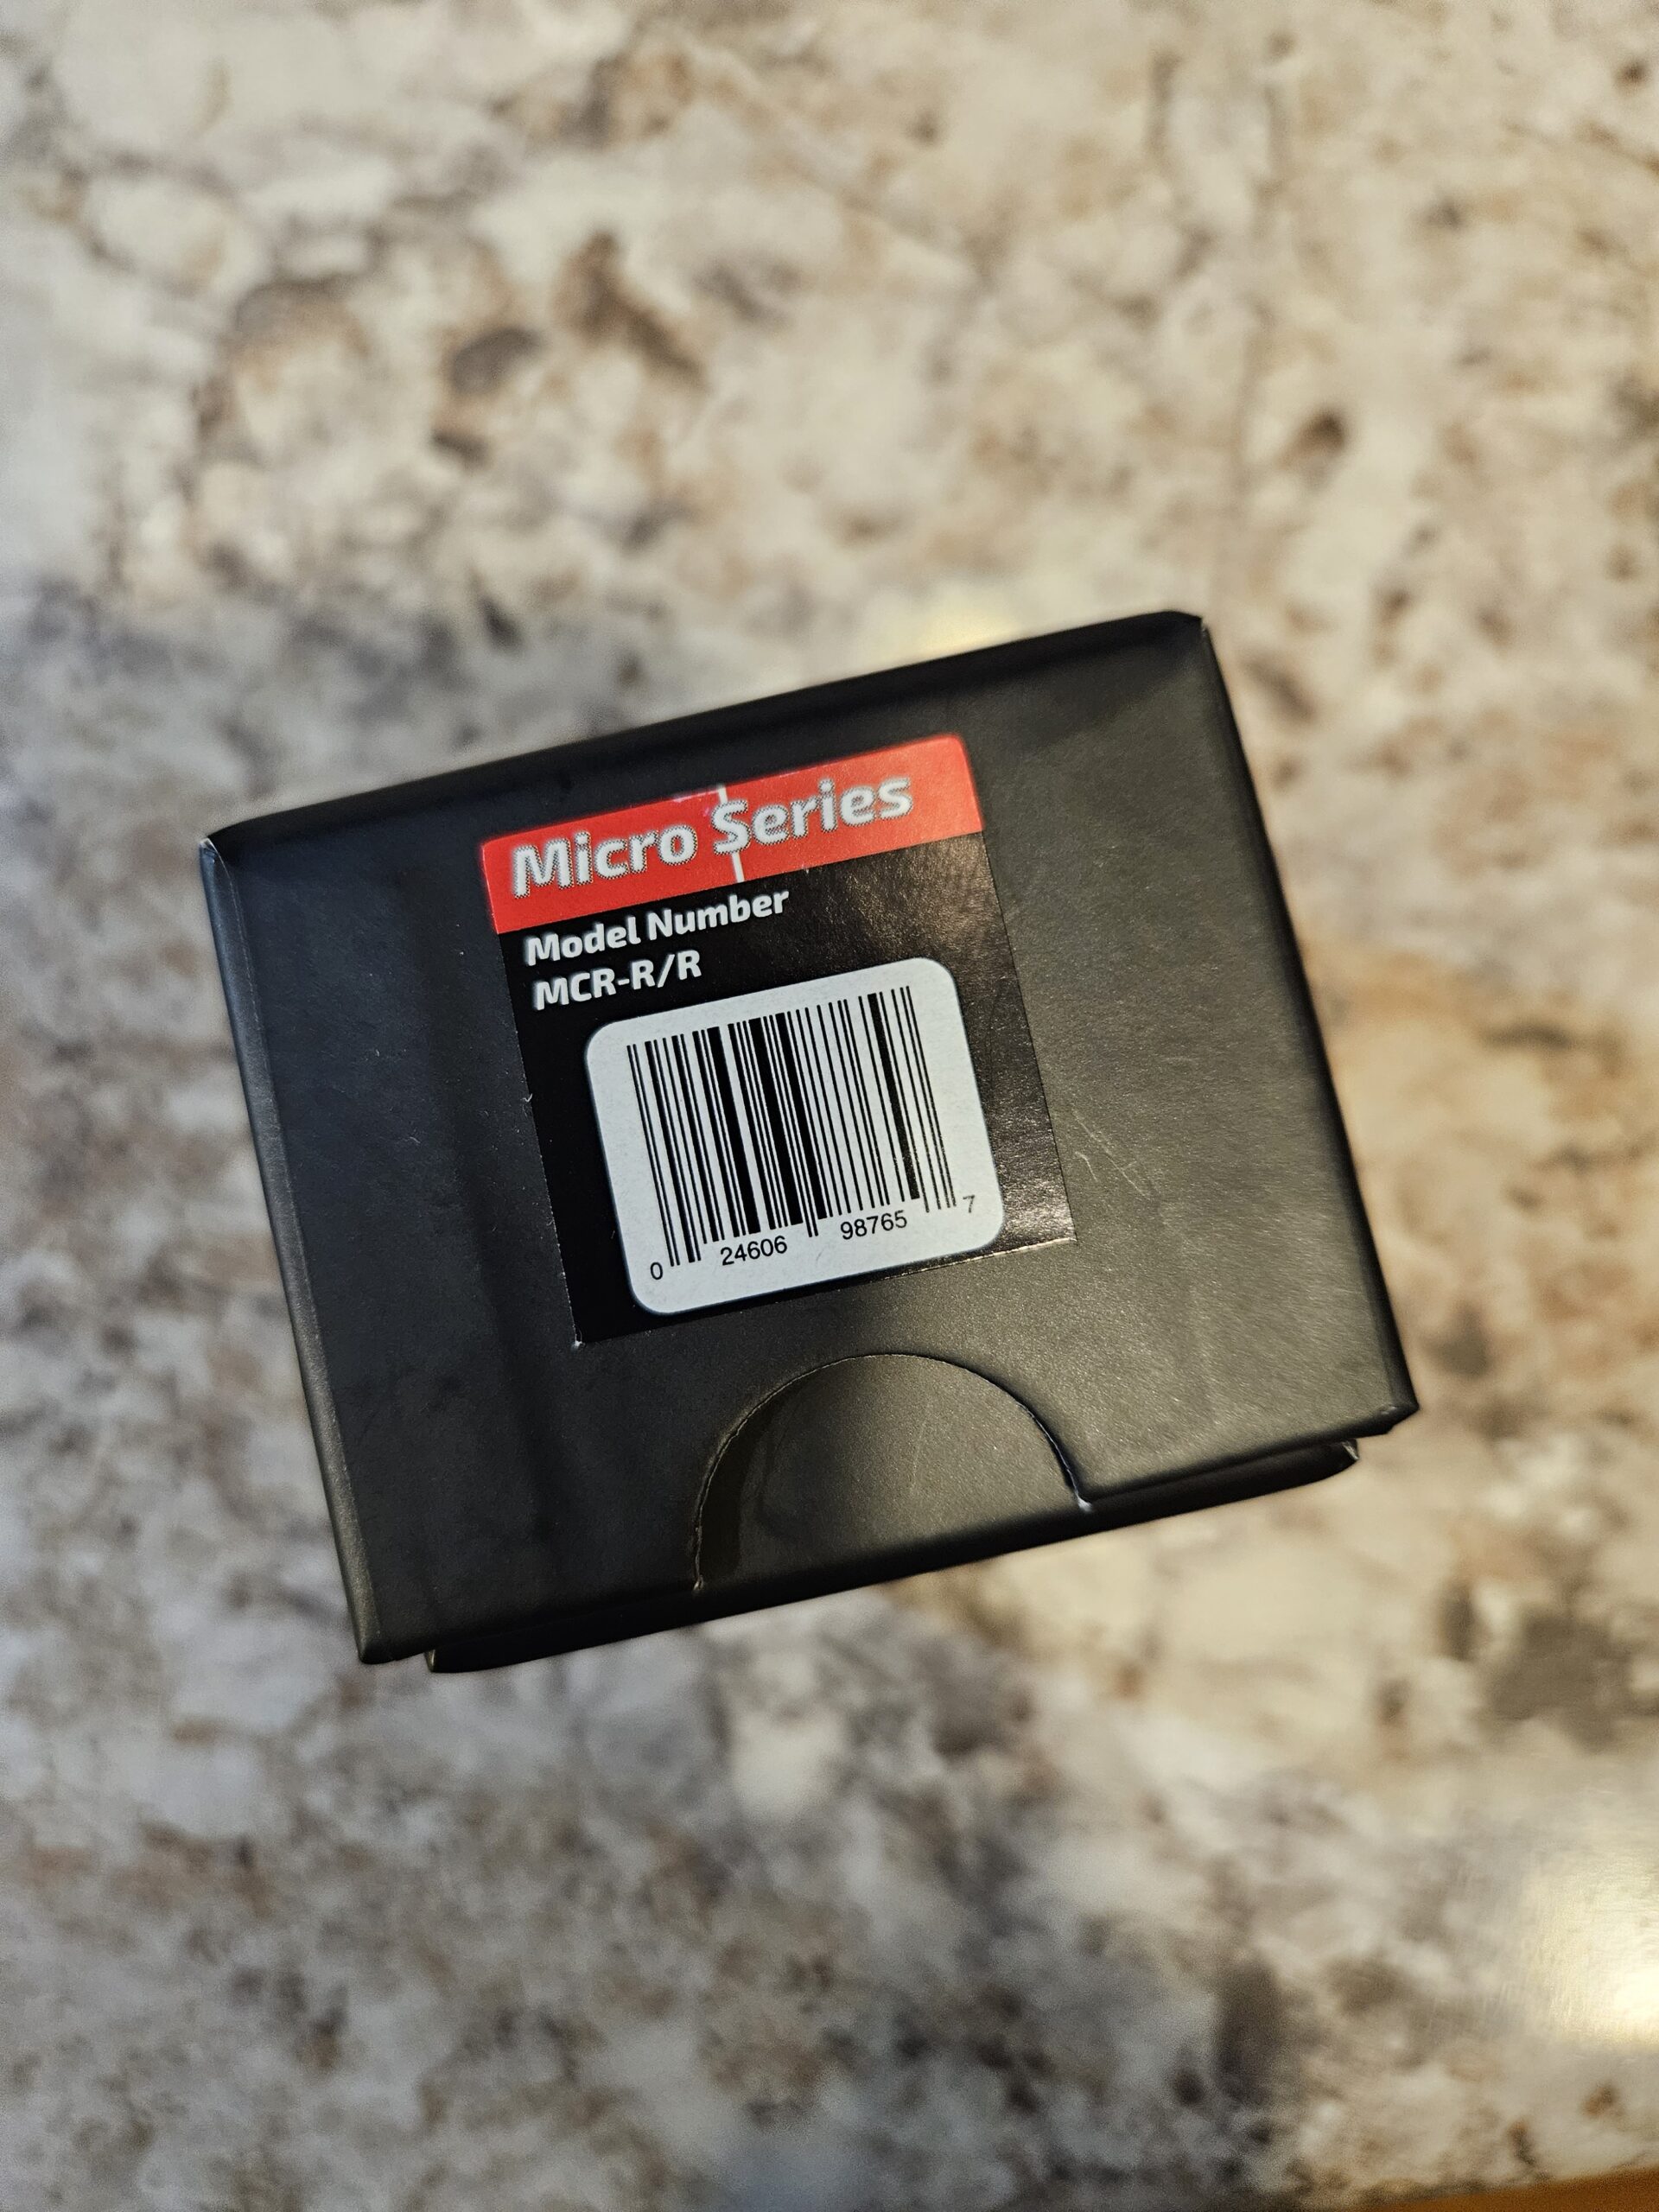 Micro Series
Model Number
MCR-R/R
0 24606 98765 7